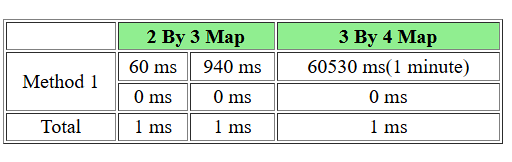 2 By 3 Map 3 By 4 Map
Method 1 60 ms 940 ms 60530 ms(1 minute)
0 ms 0 ms 0 ms
Total 1 ms 1 ms 1 ms